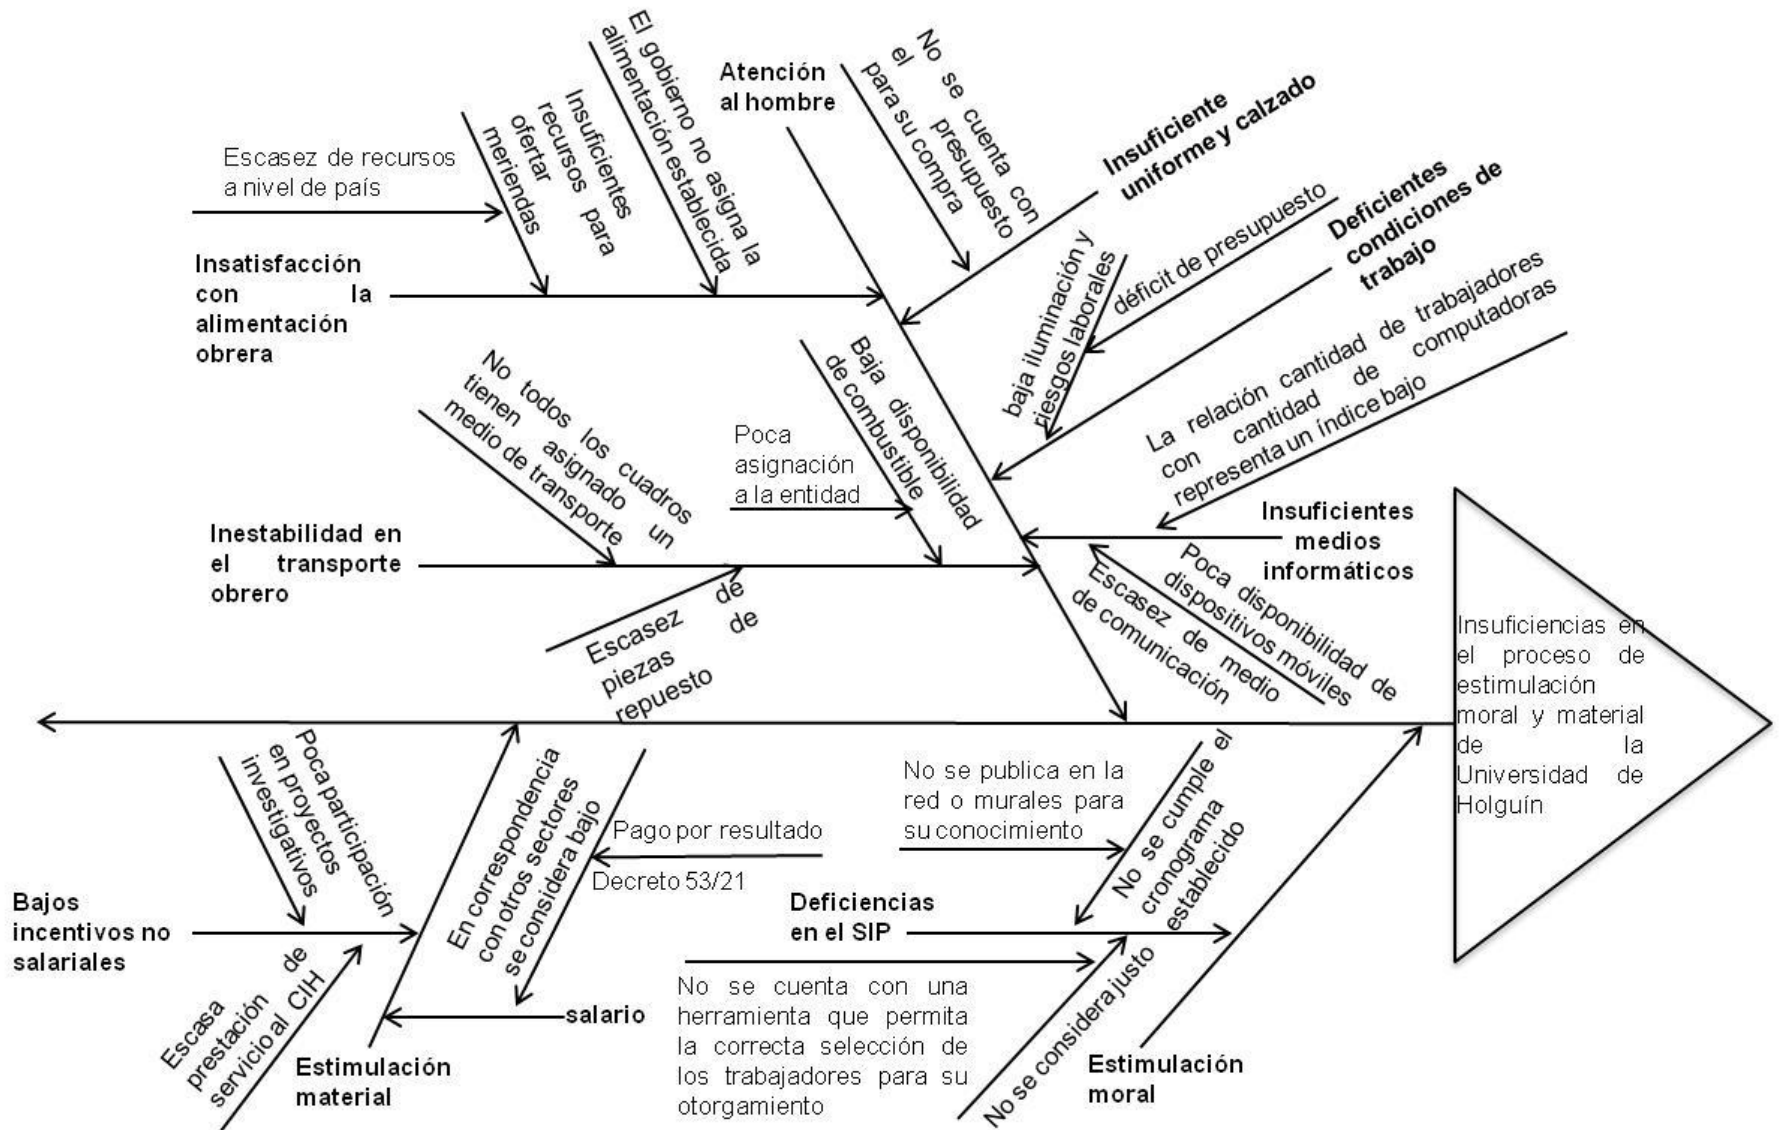 Escasez de recursos
a nivel de país
Insuficientes
recursos para
ofertar
meriendas
El gobierno no asigna la
alimentación establecida
Atención
al hombre
No se cuenta con
el presupuesto
para su compra
Insuficiente
uniforme y calzado
Insatisfacción
con la
alimentación
obrera
baja iluminación y
riesgos laborales
déficit de presupuesto
Deficientes
condiciones de
trabajo
No todos los cuadros
tienen asignado un
medio de transporte
Poca
asignación
a la entidad
Baja disponibilidad
de combustible
La relación cantidad de trabajadores
con cantidad de computadoras
representa un índice bajo
Inestabilidad en
el transporte
obrero
Escasez de
piezas de
repuesto
Insuficientes
medios
informáticos
Poca disponibilidad de
dispositivos móviles
Escasez de medio
de comunicación
Insuficiencias en
el proceso de
estimulación
moral y material
de la
Universidad de
Holguín
Poca participación
en proyectos
investigativos
En correspondencia
con otros sectores
se considera bajo
Pago por resultado
Decreto 53/21
No se publica en la
red o murales para
su conocimiento
No se cumple el
cronograma
establecido
Bajos
incentivos no
salariales
Escasa
prestación de
servicio al CIH
Estimulación
material
salario
Deficiencias
en el SIP
No se cuenta con una
herramienta que permita
la correcta selección de
los trabajadores para su
otorgamiento
No se considera justo
Estimulación
moral